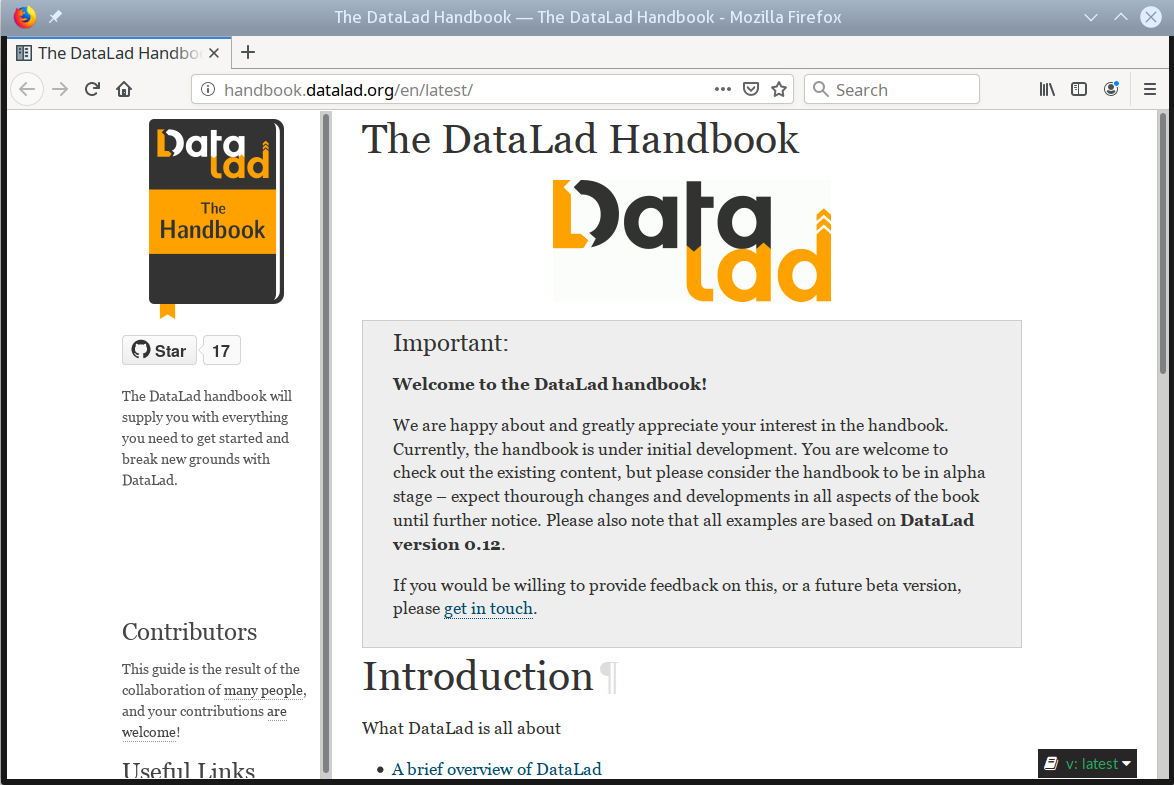 The DataLad Handbook — The DataLad Handbook - Mozilla Firefox
The DataLad Handbo
handbook.datalad.org/en/latest/
Search
Data
lad
The
Handbook
Star
17
The DataLad handbook will
supply you with everything
you need to get started and
break new grounds with
DataLad.
Contributors
This guide is the result of the
collaboration of many people,
and your contributions are
welcome!
Useful Links
The DataLad Handbook
Data
lad
Important:
Welcome to the DataLad handbook!
We are happy about and greatly appreciate your interest in the handbook.
Currently, the handbook is under initial development. You are welcome to
check out the existing content, but please consider the handbook to be in alpha
stage – expect thourough changes and developments in all aspects of the book
until further notice. Please also note that all examples are based on DataLad
version 0.12.
If you would be willing to provide feedback on this, or a future beta version,
please get in touch.
Introduction ¶
What DataLad is all about
• A brief overview of DataLad
v: latest